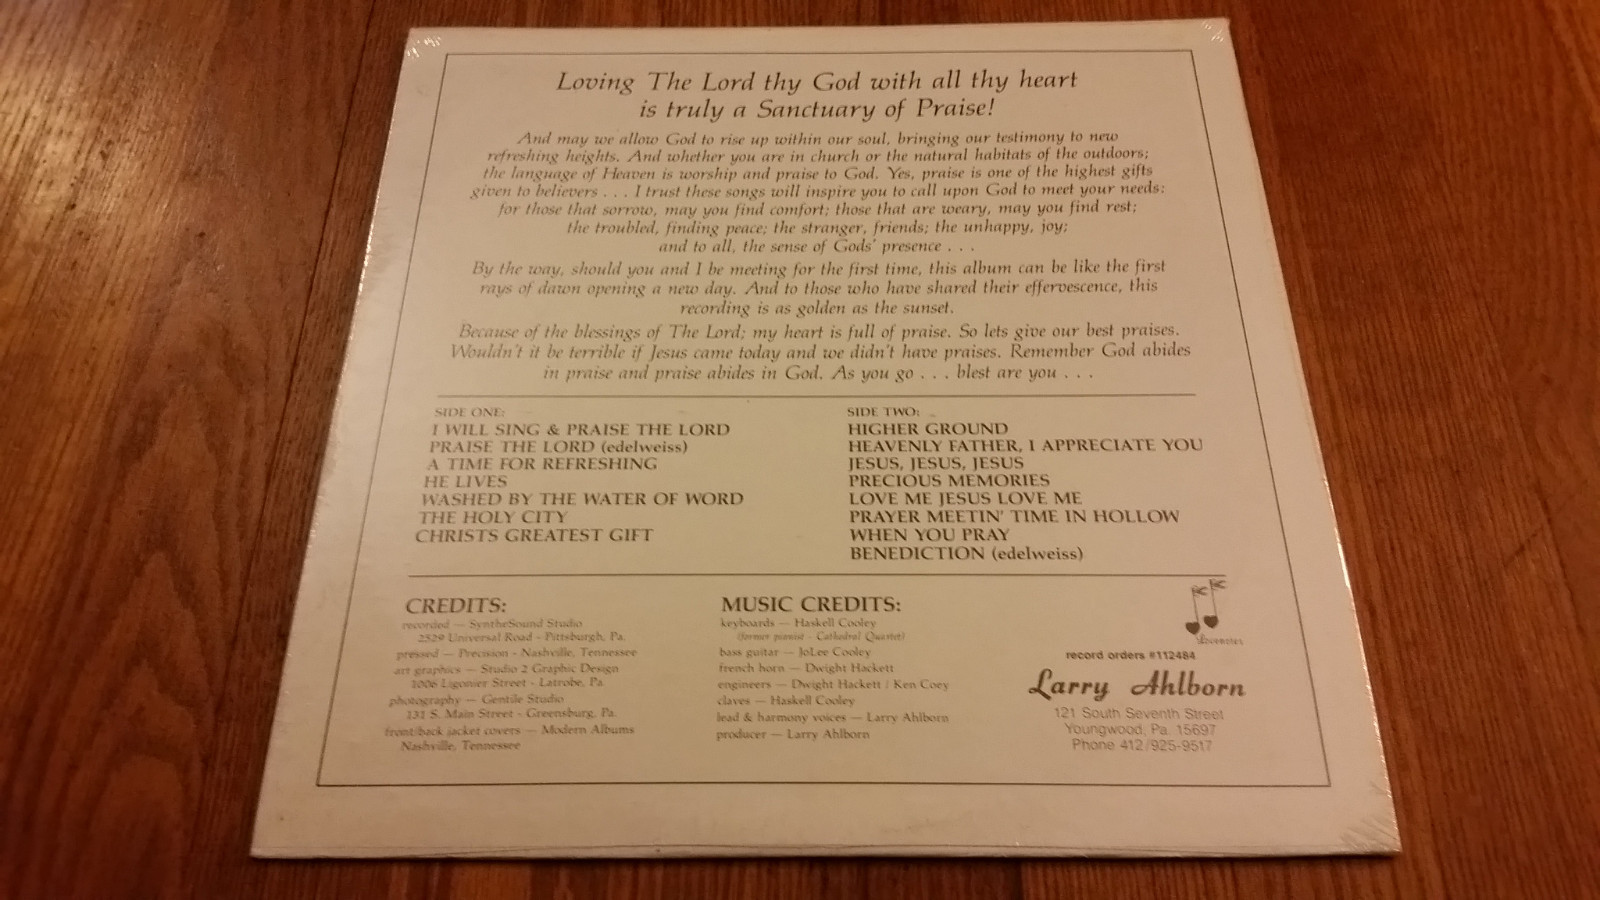 Loving The Lord thy God with all thy heart
is truly a Sanctuary of Praise!
And may we allow God to rise up within our soul, bringing our testimony to new
refreshing heights. And whether you are in church or the natural habitats of the outdoors;
the language of Heaven is worship and praise to God. Yes, praise is one of the highest gifts
given to believers . . . I trust these songs will inspire you to call upon God to meet your needs:
for those that sorrow, may you find comfort; those that are weary, may you find rest;
the troubled, finding peace; the stranger, friends; the unhappy, joy;
and to all, the sense of Gods' presence . . .
By the way, should you and I be meeting for the first time, this album can be like the first
rays of dawn opening a new day. And to those who have shared their effervescence, this
recording is as golden as the sunset.
Because of the blessings of The Lord; my heart is full of praise. So lets give our best praises.
Wouldn't it be terrible if Jesus came today and we didn't have praises. Remember God abides
in praise and praise abides in God. As you go . . . blest are you . . .
SIDE ONE:
I WILL SING & PRAISE THE LORD
PRAISE THE LORD (edelweiss)
A TIME FOR REFRESHING
HE LIVES
WASHED BY THE WATER OF WORD
THE HOLY CITY
CHRISTS GREATEST GIFT
SIDE TWO:
HIGHER GROUND
HEAVENLY FATHER, I APPRECIATE YOU
JESUS, JESUS, JESUS
PRECIOUS MEMORIES
LOVE ME JESUS LOVE ME
PRAYER MEETIN' TIME IN HOLLOW
WHEN YOU PRAY
BENEDICTION (edelweiss)
CREDITS:
recorded — SyntheSound Studio
2529 Universal Road - Pittsburgh, Pa.
pressed — Precision - Nashville, Tennessee
art graphics — Studio 2 Graphic Design
1006 Ligonier Street - Latrobe, Pa.
photography — Gentile Studio
131 S. Main Street - Greensburg, Pa.
front/back jacket covers — Modern Albums
Nashville, Tennessee
MUSIC CREDITS:
keyboards — Haskell Cooley
(former pianist - Cathedral Quartet)
bass guitar — JoLee Cooley
french horn — Dwight Hackett
engineers — Dwight Hackett / Ken Coey
claves — Haskell Cooley
lead & harmony voices — Larry Ahlborn
producer — Larry Ahlborn
Lovenotes
record orders #112484
Larry Ahlborn
121 South Seventh Street
Youngwood, Pa. 15697
Phone 412/925-9517